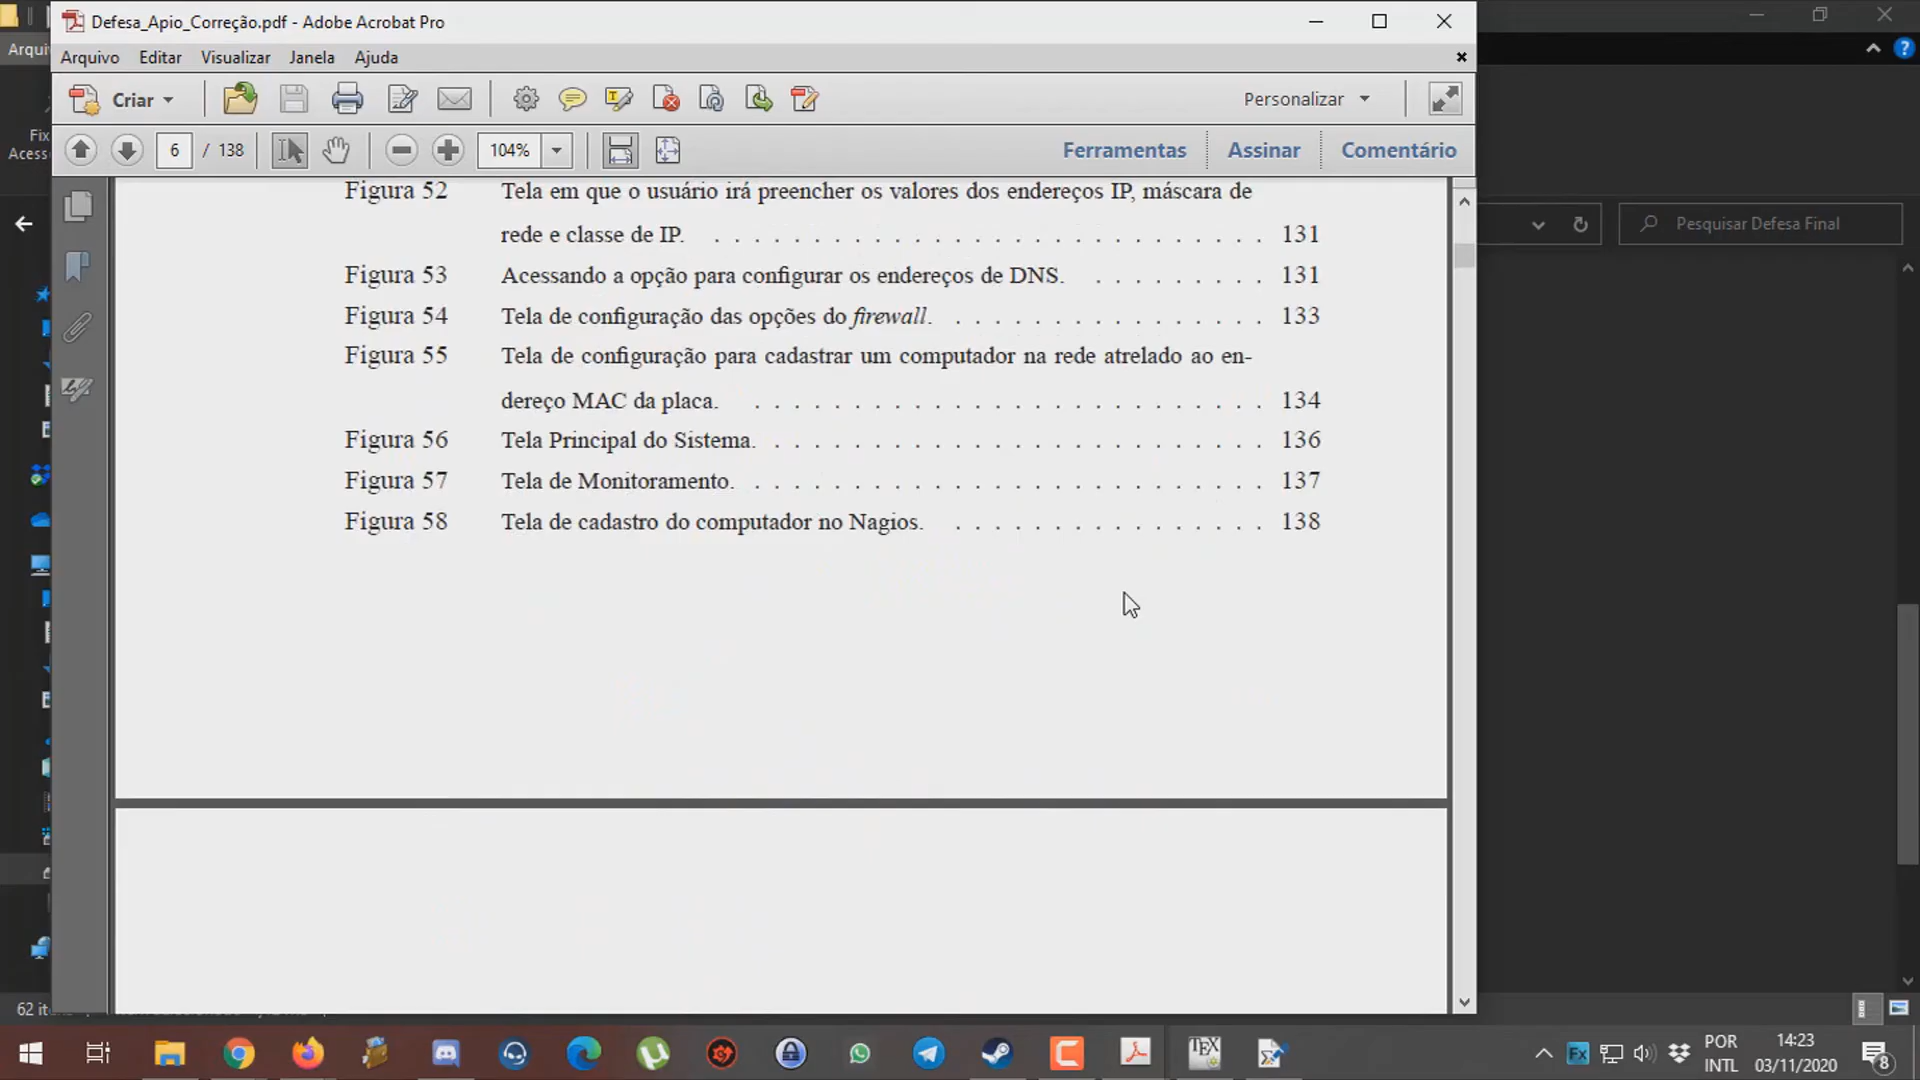 Defesa_Apio_Correção.pdf - Adobe Acrobat Pro
Arquivo Editar Visualizar Janela Ajuda
Criar
Personalizar
6 / 138
104%
Ferramentas Assinar Comentário
Pesquisar Defesa Final
Figura 52 Tela em que o usuário irá preencher os valores dos endereços IP, máscara de
rede e classe de IP. . . . . . . . . . . . . . . . . . . . . . . . . . . . . 131
Figura 53 Acessando a opção para configurar os endereços de DNS. . . . . . . . . . 131
Figura 54 Tela de configuração das opções do firewall. . . . . . . . . . . . . . . . . 133
Figura 55 Tela de configuração para cadastrar um computador na rede atrelado ao en-
dereço MAC da placa. . . . . . . . . . . . . . . . . . . . . . . . . . . 134
Figura 56 Tela Principal do Sistema. . . . . . . . . . . . . . . . . . . . . . . . . . 136
Figura 57 Tela de Monitoramento. . . . . . . . . . . . . . . . . . . . . . . . . . . 137
Figura 58 Tela de cadastro do computador no Nagios. . . . . . . . . . . . . . . . . 138
POR
INTL
14:23
03/11/2020
8